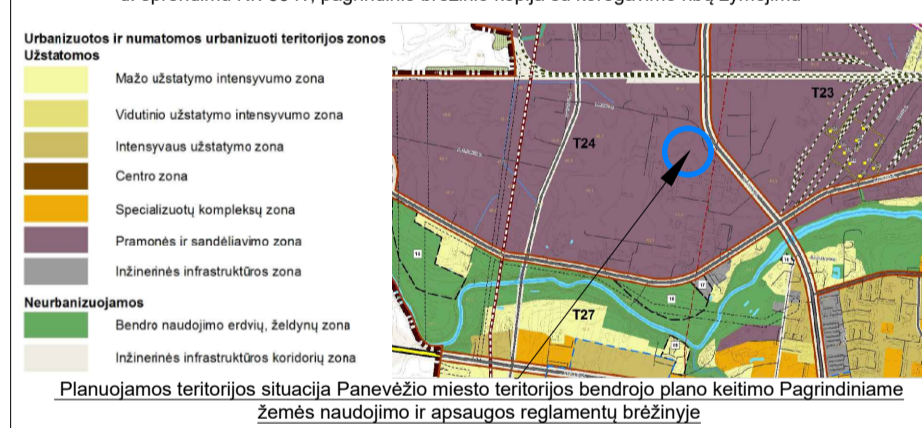 Urbanizuotos ir numatomos urbanizuoti teritorijos zonos
Užstatomos
Mažo užstatymo intensyvumo zona
Vidutinio užstatymo intensyvumo zona
Intensyvaus užstatymo zona
Centro zona
Specializuotų kompleksų zona
Pramonės ir sandėliavimo zona
Inžinerinės infrastruktūros zona
Neurbanizuojamos
Bendro naudojimo erdvių, želdynų zona
Inžinerinės infrastruktūros koridorių zona
T23
T24
T27
Planuojamos teritorijos situacija Panevėžio miesto teritorijos bendrojo plano keitimo Pagrindiniame
žemės naudojimo ir apsaugos reglamentų brėžinyje